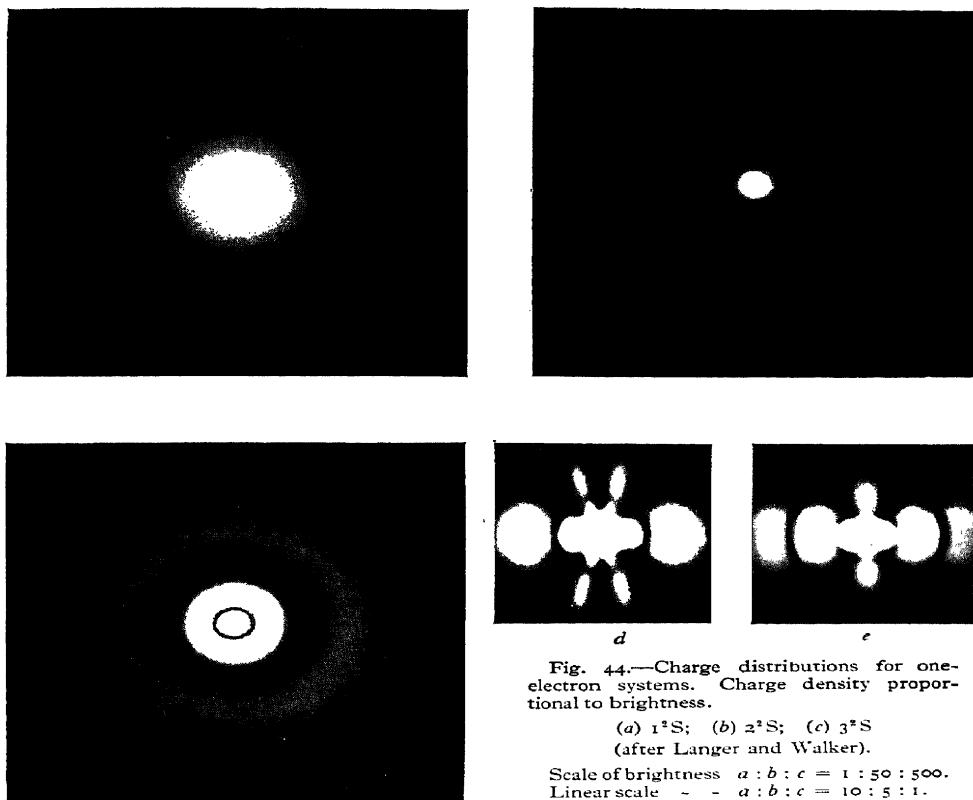 d
e
Fig. 44.—Charge distributions for one-
electron systems. Charge density propor-
tional to brightness.
(a) 1²S; (b) 2²S; (c) 3²S
(after Langer and Walker).
Scale of brightness a : b : c = 1 : 50 : 500.
Linear scale - - a : b : c = 10 : 5 : 1.